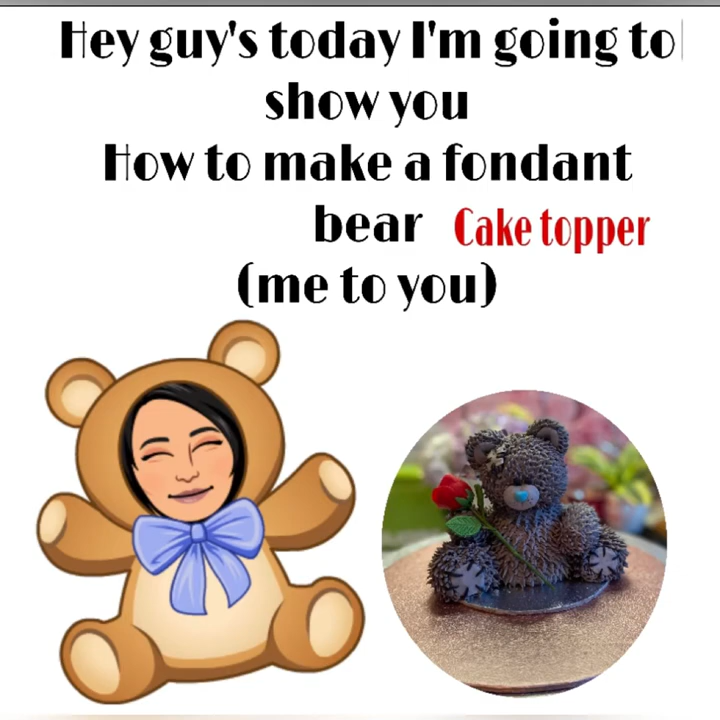 Hey guy's today I'm going to
show you
How to make a fondant
bear Cake topper
(me to you)